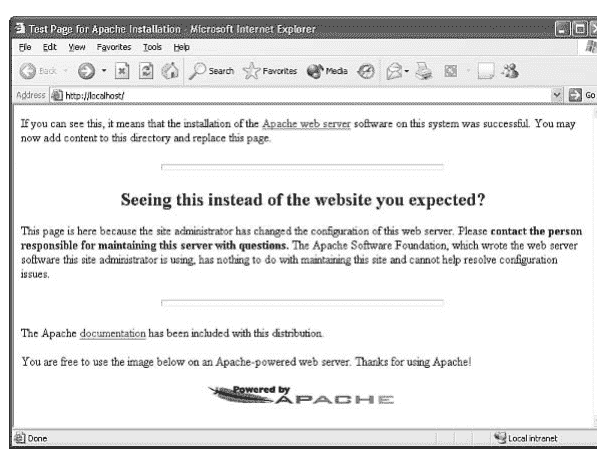 Test Page for Apache Installation - Microsoft Internet Explorer
File Edit View Favorites Tools Help
Back Search Favorites Media
Address http://localhost/ Go
If you can see this, it means that the installation of the Apache web server software on this system was successful. You may
now add content to this directory and replace this page.
Seeing this instead of the website you expected?
This page is here because the site administrator has changed the configuration of this web server. Please contact the person
responsible for maintaining this server with questions. The Apache Software Foundation, which wrote the web server
software this site administrator is using, has nothing to do with maintaining this site and cannot help resolve configuration
issues.
The Apache documentation has been included with this distribution.
You are free to use the image below on an Apache-powered web server. Thanks for using Apache!
Powered by
APACHE
Done Local intranet